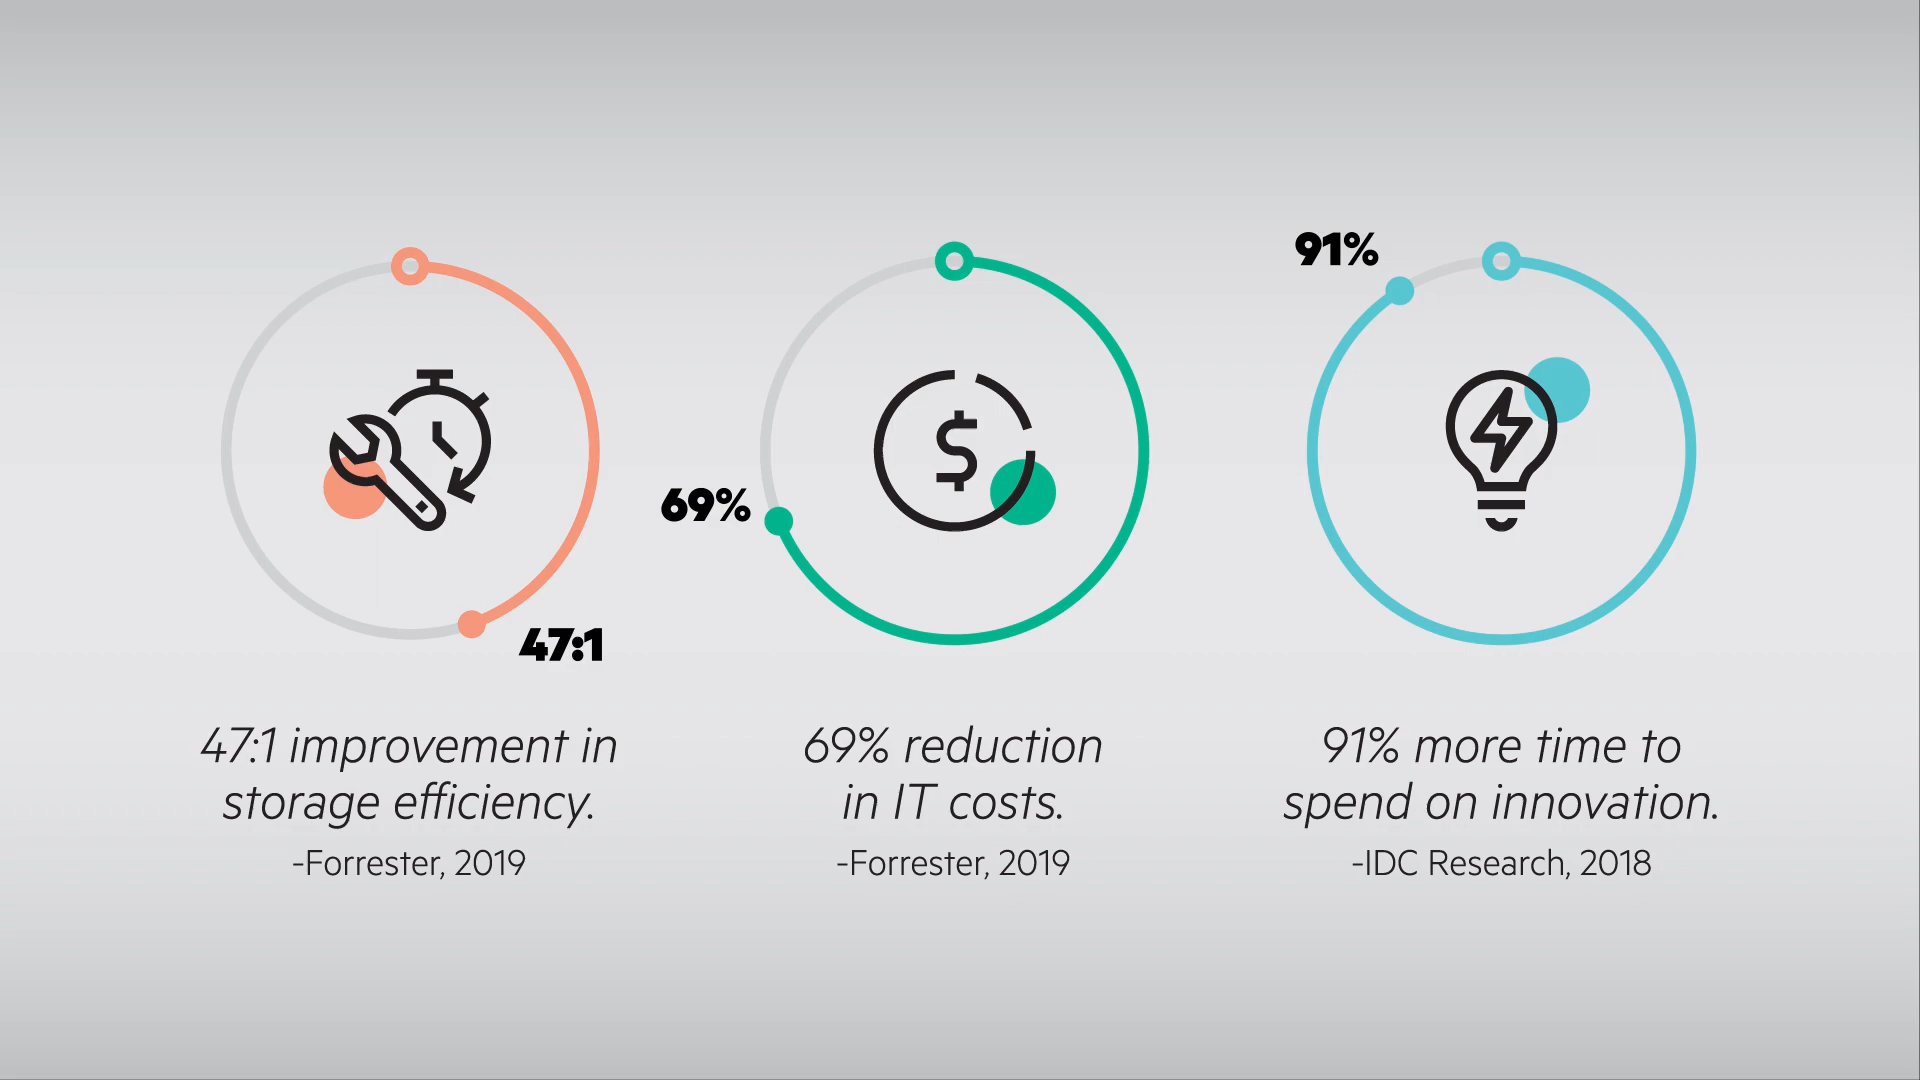 47:1
47:1 improvement in
storage efficiency.
-Forrester, 2019
69%
69% reduction
in IT costs.
-Forrester, 2019
91%
91% more time to
spend on innovation.
-IDC Research, 2018